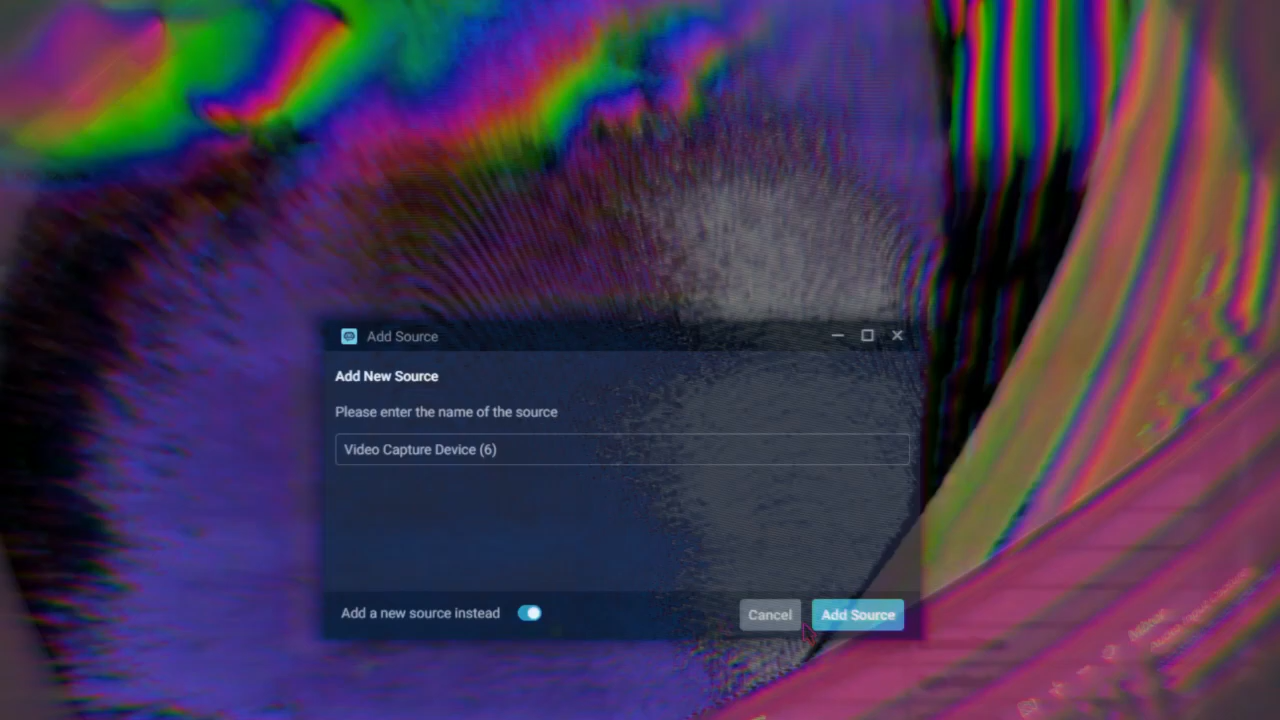 Add Source
Add New Source
Please enter the name of the source
Video Capture Device (6)
Add a new source instead
Cancel
Add Source